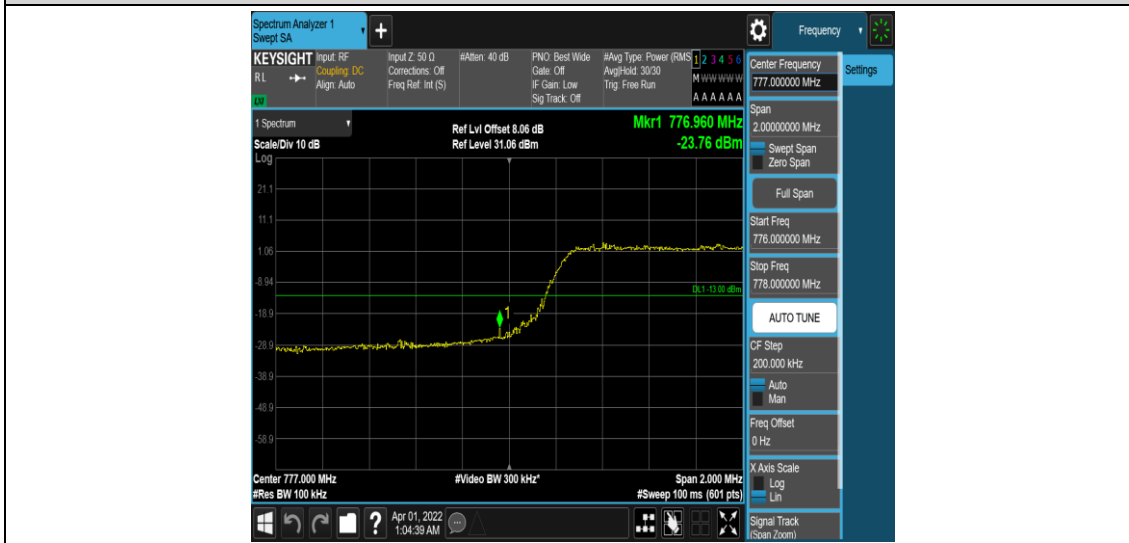 Spectrum Analyzer 1
Swept SA
+
Frequency
KEYSIGHT
RL
LXI
Input: RF
Coupling: DC
Align: Auto
Input Z: 50 Ω
Corrections: Off
Freq Ref: Int (S)
#Atten: 40 dB
PNO: Best Wide
Gate: Off
IF Gain: Low
Sig Track: Off
#Avg Type: Power (RMS
Avg|Hold: 30/30
Trig: Free Run
1 2 3 4 5 6
M W W W W W
A A A A A A
1 Spectrum
Scale/Div 10 dB
Log
Ref Lvl Offset 8.06 dB
Ref Level 31.06 dBm
Mkr1 776.960 MHz
-23.76 dBm
21.1
11.1
1.06
-8.94
DL1 -13.00 dBm
-18.9
1
-28.9
-38.9
-48.9
-58.9
Center 777.000 MHz
#Res BW 100 kHz
#Video BW 300 kHz*
Span 2.000 MHz
#Sweep 100 ms (601 pts)
?
Apr 01, 2022
1:04:39 AM
Center Frequency
777.000000 MHz
Settings
Span
2.00000000 MHz
Swept Span
Zero Span
Full Span
Start Freq
776.000000 MHz
Stop Freq
778.000000 MHz
AUTO TUNE
CF Step
200.000 kHz
Auto
Man
Freq Offset
0 Hz
X Axis Scale
Log
Lin
Signal Track
(Span Zoom)